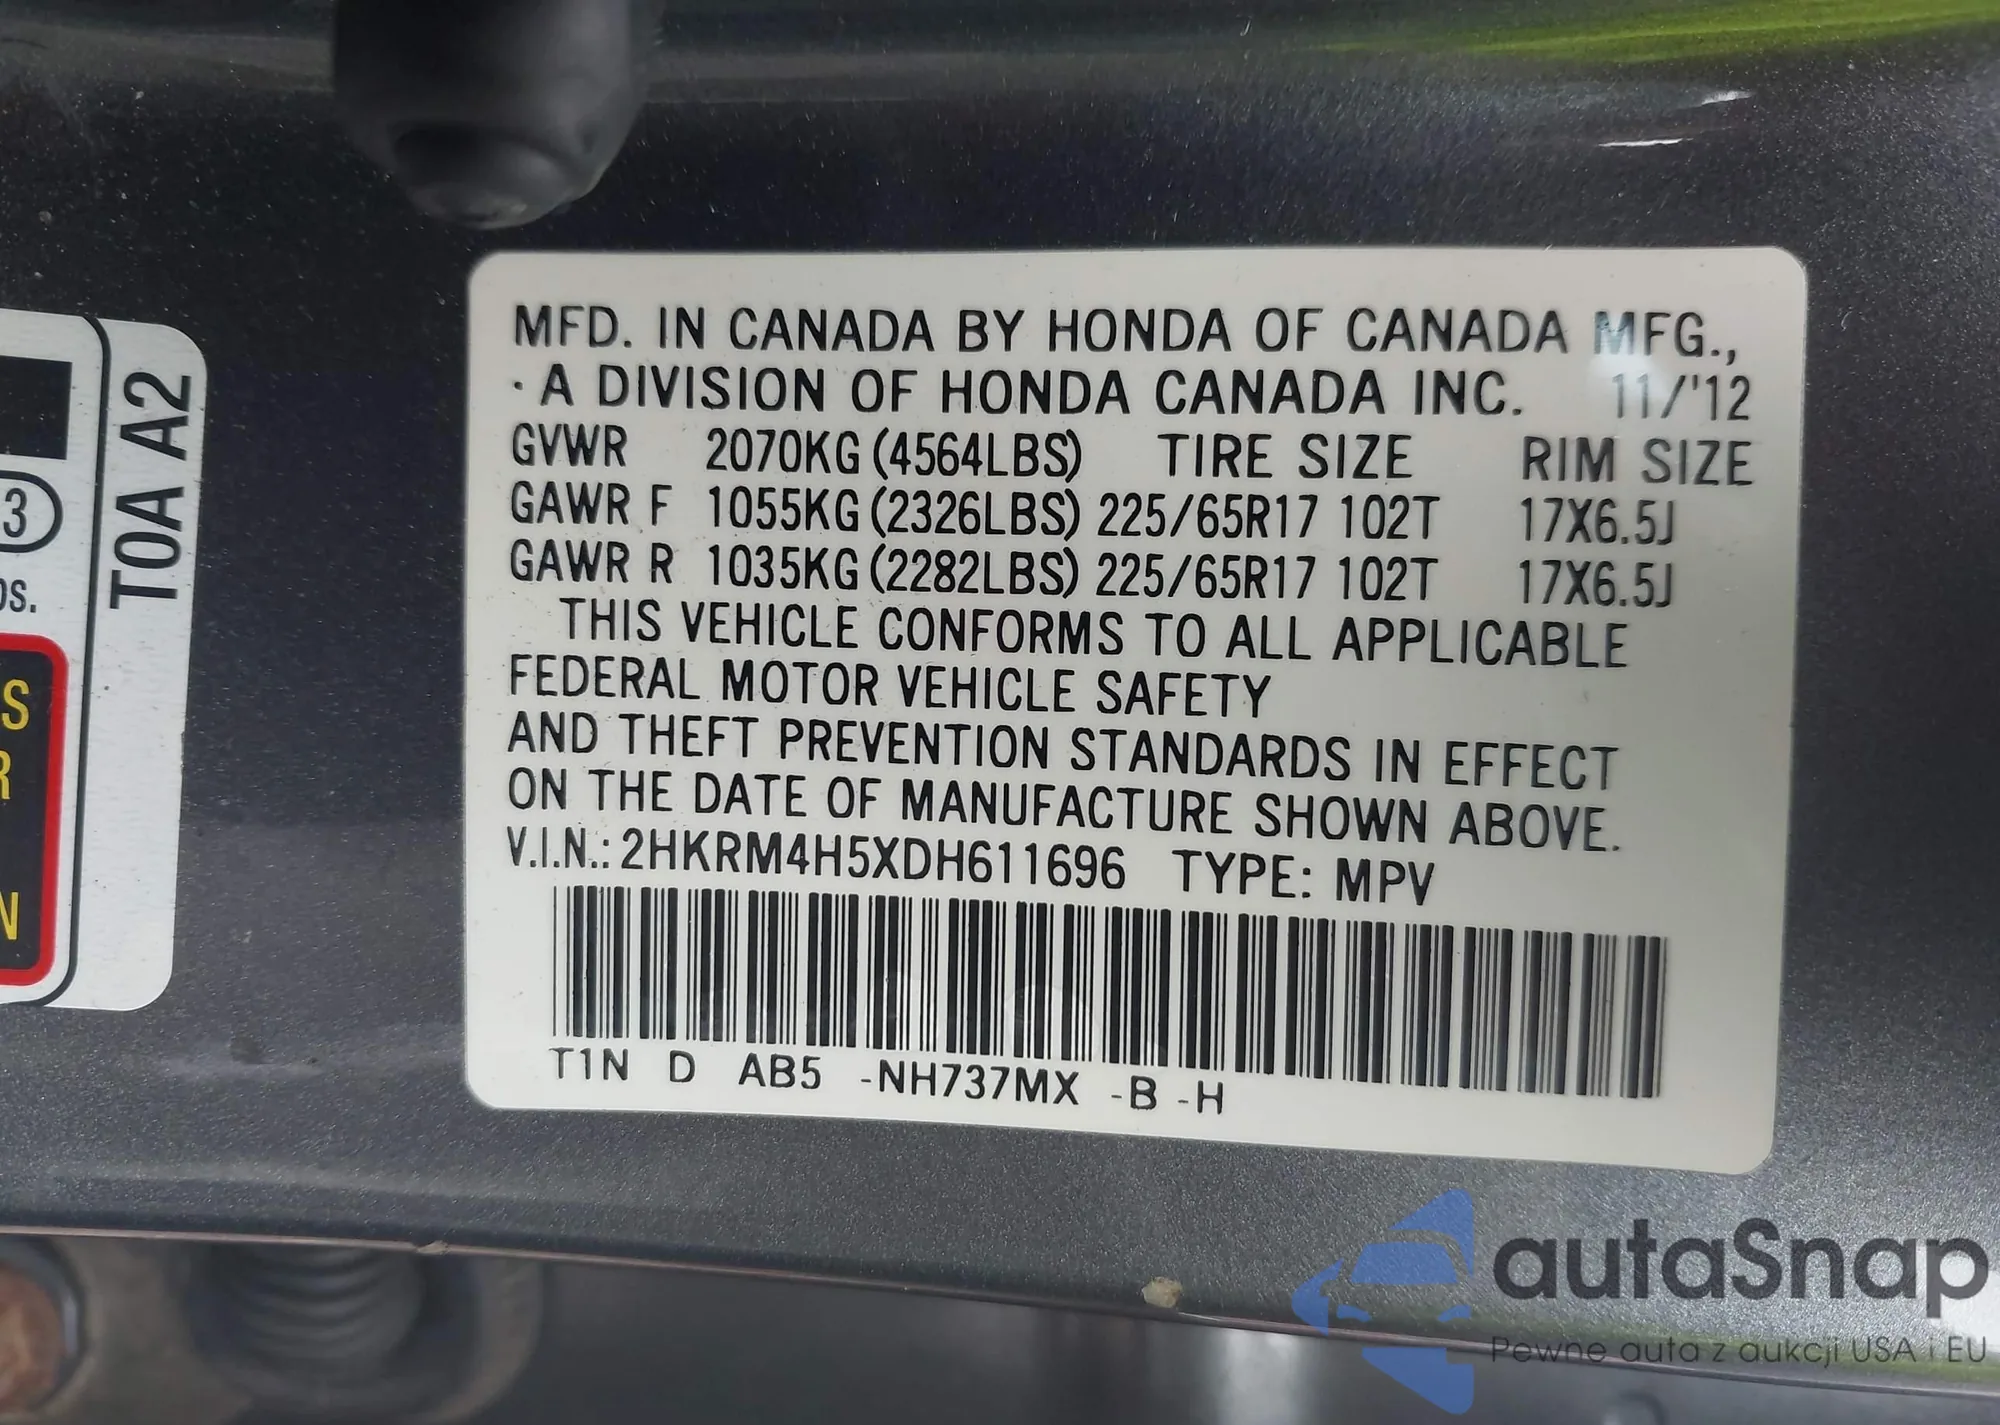 MFD. IN CANADA BY HONDA OF CANADA MFG.,
· A DIVISION OF HONDA CANADA INC. 11/'12
GVWR 2070KG (4564LBS) TIRE SIZE RIM SIZE
GAWR F 1055KG (2326LBS) 225/65R17 102T 17X6.5J
GAWR R 1035KG (2282LBS) 225/65R17 102T 17X6.5J
THIS VEHICLE CONFORMS TO ALL APPLICABLE
FEDERAL MOTOR VEHICLE SAFETY
AND THEFT PREVENTION STANDARDS IN EFFECT
ON THE DATE OF MANUFACTURE SHOWN ABOVE.
V.I.N.: 2HKRM4H5XDH611696 TYPE: MPV
T1N D AB5 -NH737MX -B -H
T0A A2
3
S
R
N
autaSnap
Pewne auta z aukcji USA i EU